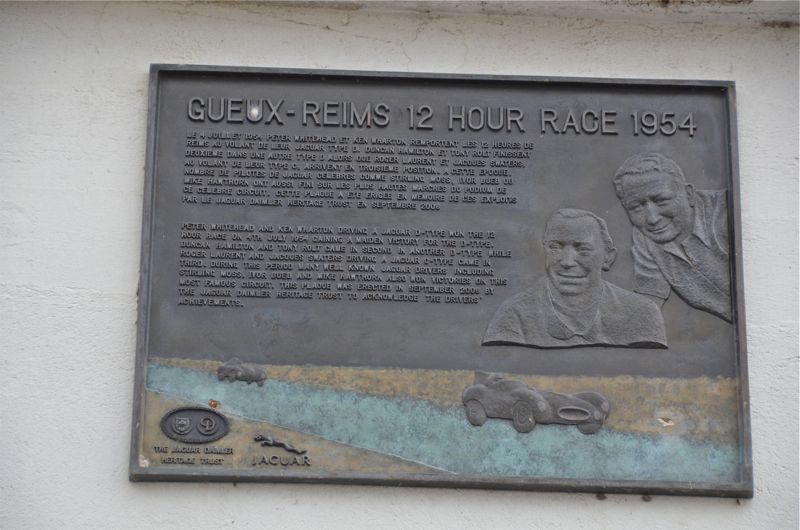 GUEUX-REIMS 12 HOUR RACE 1954
LE 4 JUILLET 1954 PETER WHITEHEAD ET KEN WHARTON REMPORTENT LES 12 HEURES DE
REIMS AU VOLANT DE LEUR JAGUAR TYPE D. DUNCAN HAMILTON ET TONY ROLT FINISSENT
DEUXIEME DANS UNE AUTRE TYPE D ALORS QUE ROGER LAURENT ET JACQUES SWATERS,
AU VOLANT DE LEUR TYPE C, ARRIVENT EN TROISIEME POSITION. A CETTE EPOQUE,
NOMBRE DE PILOTES DE JAGUAR CELEBRES COMME STIRLING MOSS, IVOR BUEB OU
MIKE HAWTHORN ONT AUSSI FINI SUR LES PLUS HAUTES MARCHES DU PODIUM DE
CE CELEBRE CIRCUIT. CETTE PLAQUE A ETE ERIGEE EN MEMOIRE DE CES EXPLOITS
PAR LE JAGUAR DAIMLER HERITAGE TRUST EN SEPTEMBRE 2006
PETER WHITEHEAD AND KEN WHARTON DRIVING A JAGUAR D-TYPE WON THE 12
HOUR RACE ON 4TH JULY 1954 GAINING A MAIDEN VICTORY FOR THE D-TYPE.
DUNCAN HAMILTON AND TONY ROLT CAME IN SECOND IN ANOTHER D-TYPE WHILE
ROGER LAURENT AND JACQUES SWATERS DRIVING A JAGUAR C-TYPE CAME IN
THIRD. DURING THIS PERIOD MANY WELL KNOWN JAGUAR DRIVERS INCLUDING
STIRLING MOSS, IVOR BUEB AND MIKE HAWTHORN ALSO WON VICTORIES ON THIS
MOST FAMOUS CIRCUIT. THIS PLAQUE WAS ERECTED IN SEPTEMBER 2006 BY
THE JAGUAR DAIMLER HERITAGE TRUST TO ACKNOWLEDGE THE DRIVERS'
ACHIEVEMENTS.
THE JAGUAR DAIMLER
HERITAGE TRUST
JAGUAR